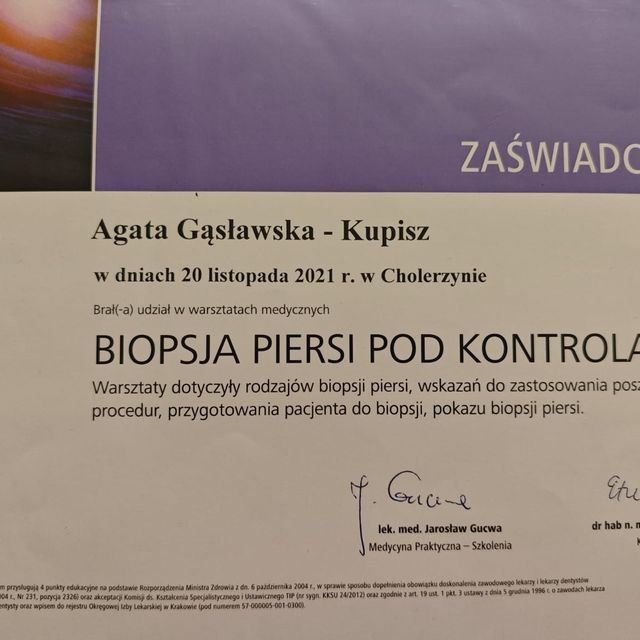 ZAŚWIADC
Agata Gąsławska - Kupisz
w dniach 20 listopada 2021 r. w Cholerzynie
Brał(-a) udział w warsztatach medycznych
BIOPSJA PIERSI POD KONTROLĄ
Warsztaty dotyczyły rodzajów biopsji piersi, wskazań do zastosowania posz
procedur, przygotowania pacjenta do biopsji, pokazu biopsji piersi.
J. Gucwa
lek. med. Jarosław Gucwa
dr hab n. m
Medycyna Praktyczna – Szkolenia
K
m przysługują 4 punkty edukacyjne na podstawie Rozporządzenia Ministra Zdrowia z dn. 6 października 2004 r., w sprawie sposobu dopełnienia obowiązku doskonalenia zawodowego lekarzy i lekarzy dentystów
004 r., Nr 231, pozycja 2326) oraz akceptacji Komisji ds. Kształcenia Specjalistycznego i Ustawicznego TIP (nr sygn. KKSU 24/2012) oraz zgodnie z art. 19 ust. 1 pkt. 3 ustawy z dnia 5 grudnia 1996 r. o zawodach lekarza
entysty oraz wpisem do rejestru Okręgowej Izby Lekarskiej w Krakowie (pod numerem 57-000005-001-0300).